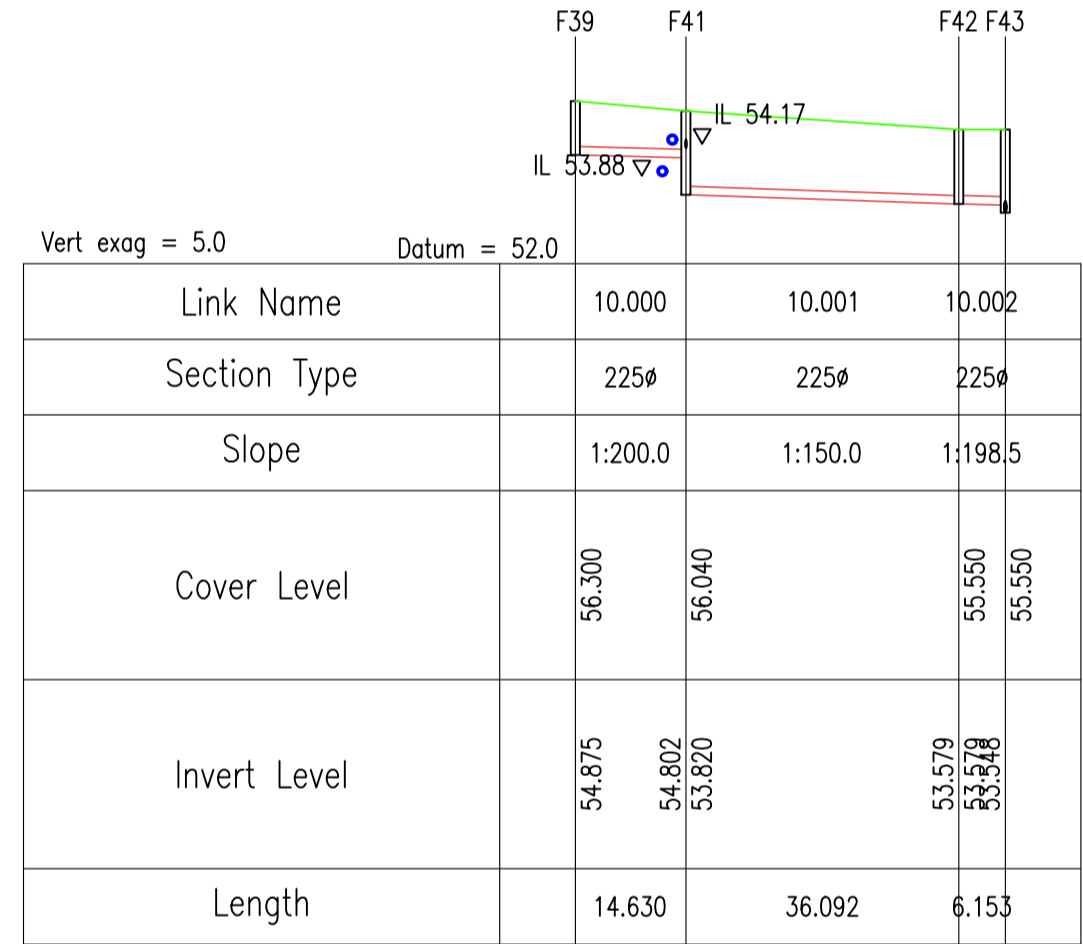 F39 F41 F42 F43
IL 54.17
IL 53.88
Vert exag = 5.0 Datum = 52.0
Link Name 10.000 10.001 10.002
Section Type 225ø 225ø 225ø
Slope 1:200.0 1:150.0 1:198.5
Cover Level 56.300 56.040 55.550 55.550
Invert Level 54.875 54.802 53.820 53.579 53.579 53.548
Length 14.630 36.092 6.153